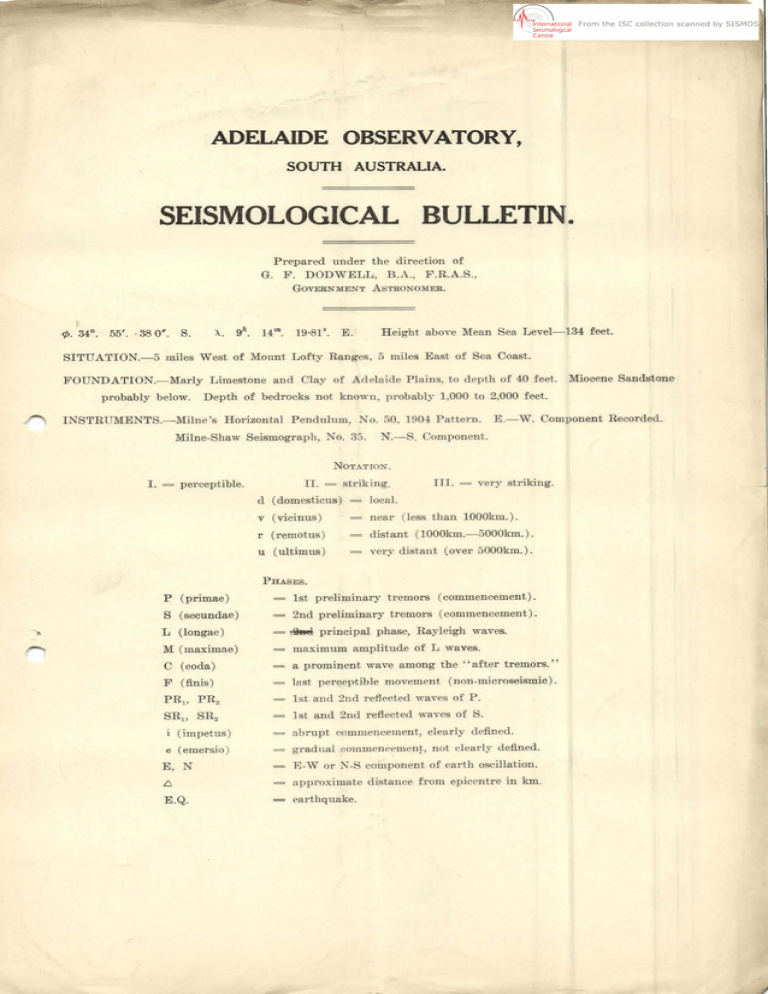 International
Seismological
Centre
From the ISC collection scanned by SISMOS
ADELAIDE OBSERVATORY,
SOUTH AUSTRALIA.
SEISMOLOGICAL BULLETIN.
Prepared under the direction of
G. F. DODWELL, B.A., F.R.A.S.,
GOVERNMENT ASTRONOMER.
φ. 34°. 55′. 38·0″. S. λ. 9ʰ. 14ᵐ. 19·81ˢ. E. Height above Mean Sea Level—134 feet.
SITUATION.—5 miles West of Mount Lofty Ranges, 5 miles East of Sea Coast.
FOUNDATION.—Marly Limestone and Clay of Adelaide Plains, to depth of 40 feet. Miocene Sandstone
probably below. Depth of bedrocks not known, probably 1,000 to 2,000 feet.
INSTRUMENTS.—Milne's Horizontal Pendulum, No. 50, 1904 Pattern. E.—W. Component Recorded.
Milne-Shaw Seismograph, No. 35. N.—S. Component.
NOTATION.
I. = perceptible. II. = striking. III. = very striking.
d (domesticus) = local.
v (vicinus) = near (less than 1000km.).
r (remotus) = distant (1000km.—5000km.).
u (ultimus) = very distant (over 5000km.).
PHASES.
P (primae) = 1st preliminary tremors (commencement).
S (secundae) = 2nd preliminary tremors (commencement).
L (longae) = 2nd principal phase, Rayleigh waves.
M (maximae) = maximum amplitude of L waves.
C (coda) = a prominent wave among the "after tremors."
F (finis) = last perceptible movement (non-microseismic).
PR₁, PR₂ = 1st and 2nd reflected waves of P.
SR₁, SR₂ = 1st and 2nd reflected waves of S.
i (impetus) = abrupt commencement, clearly defined.
e (emersio) = gradual commencement, not clearly defined.
E, N = E-W or N-S component of earth oscillation.
△ = approximate distance from epicentre in km.
E.Q. = earthquake.